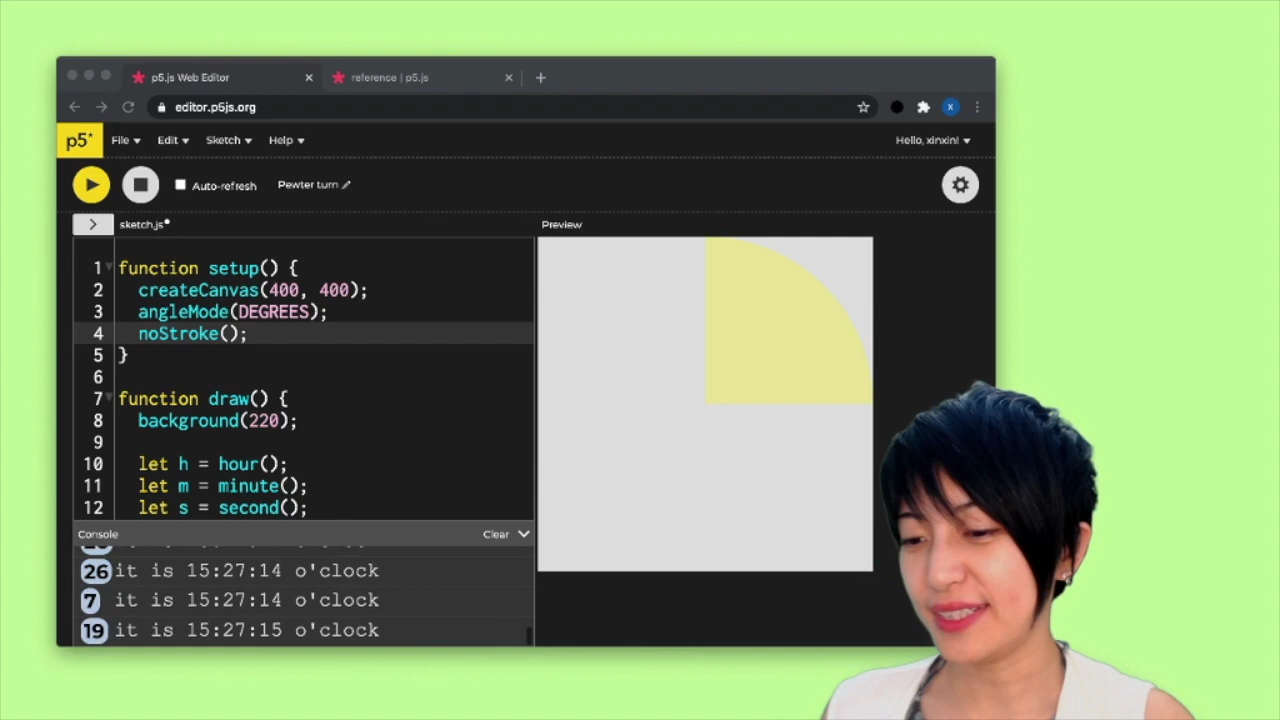 p5.js Web Editor
reference | p5.js
editor.p5js.org
X
p5*
File
Edit
Sketch
Help
Hello, xinxin!
Auto-refresh
Pewter turn
sketch.js
Preview
1 function setup() {
2 createCanvas(400, 400);
3 angleMode(DEGREES);
4 noStroke();
5 }
6
7 function draw() {
8 background(220);
9
10 let h = hour();
11 let m = minute();
12 let s = second();
Console
Clear
26 it is 15:27:14 o'clock
7 it is 15:27:14 o'clock
19 it is 15:27:15 o'clock